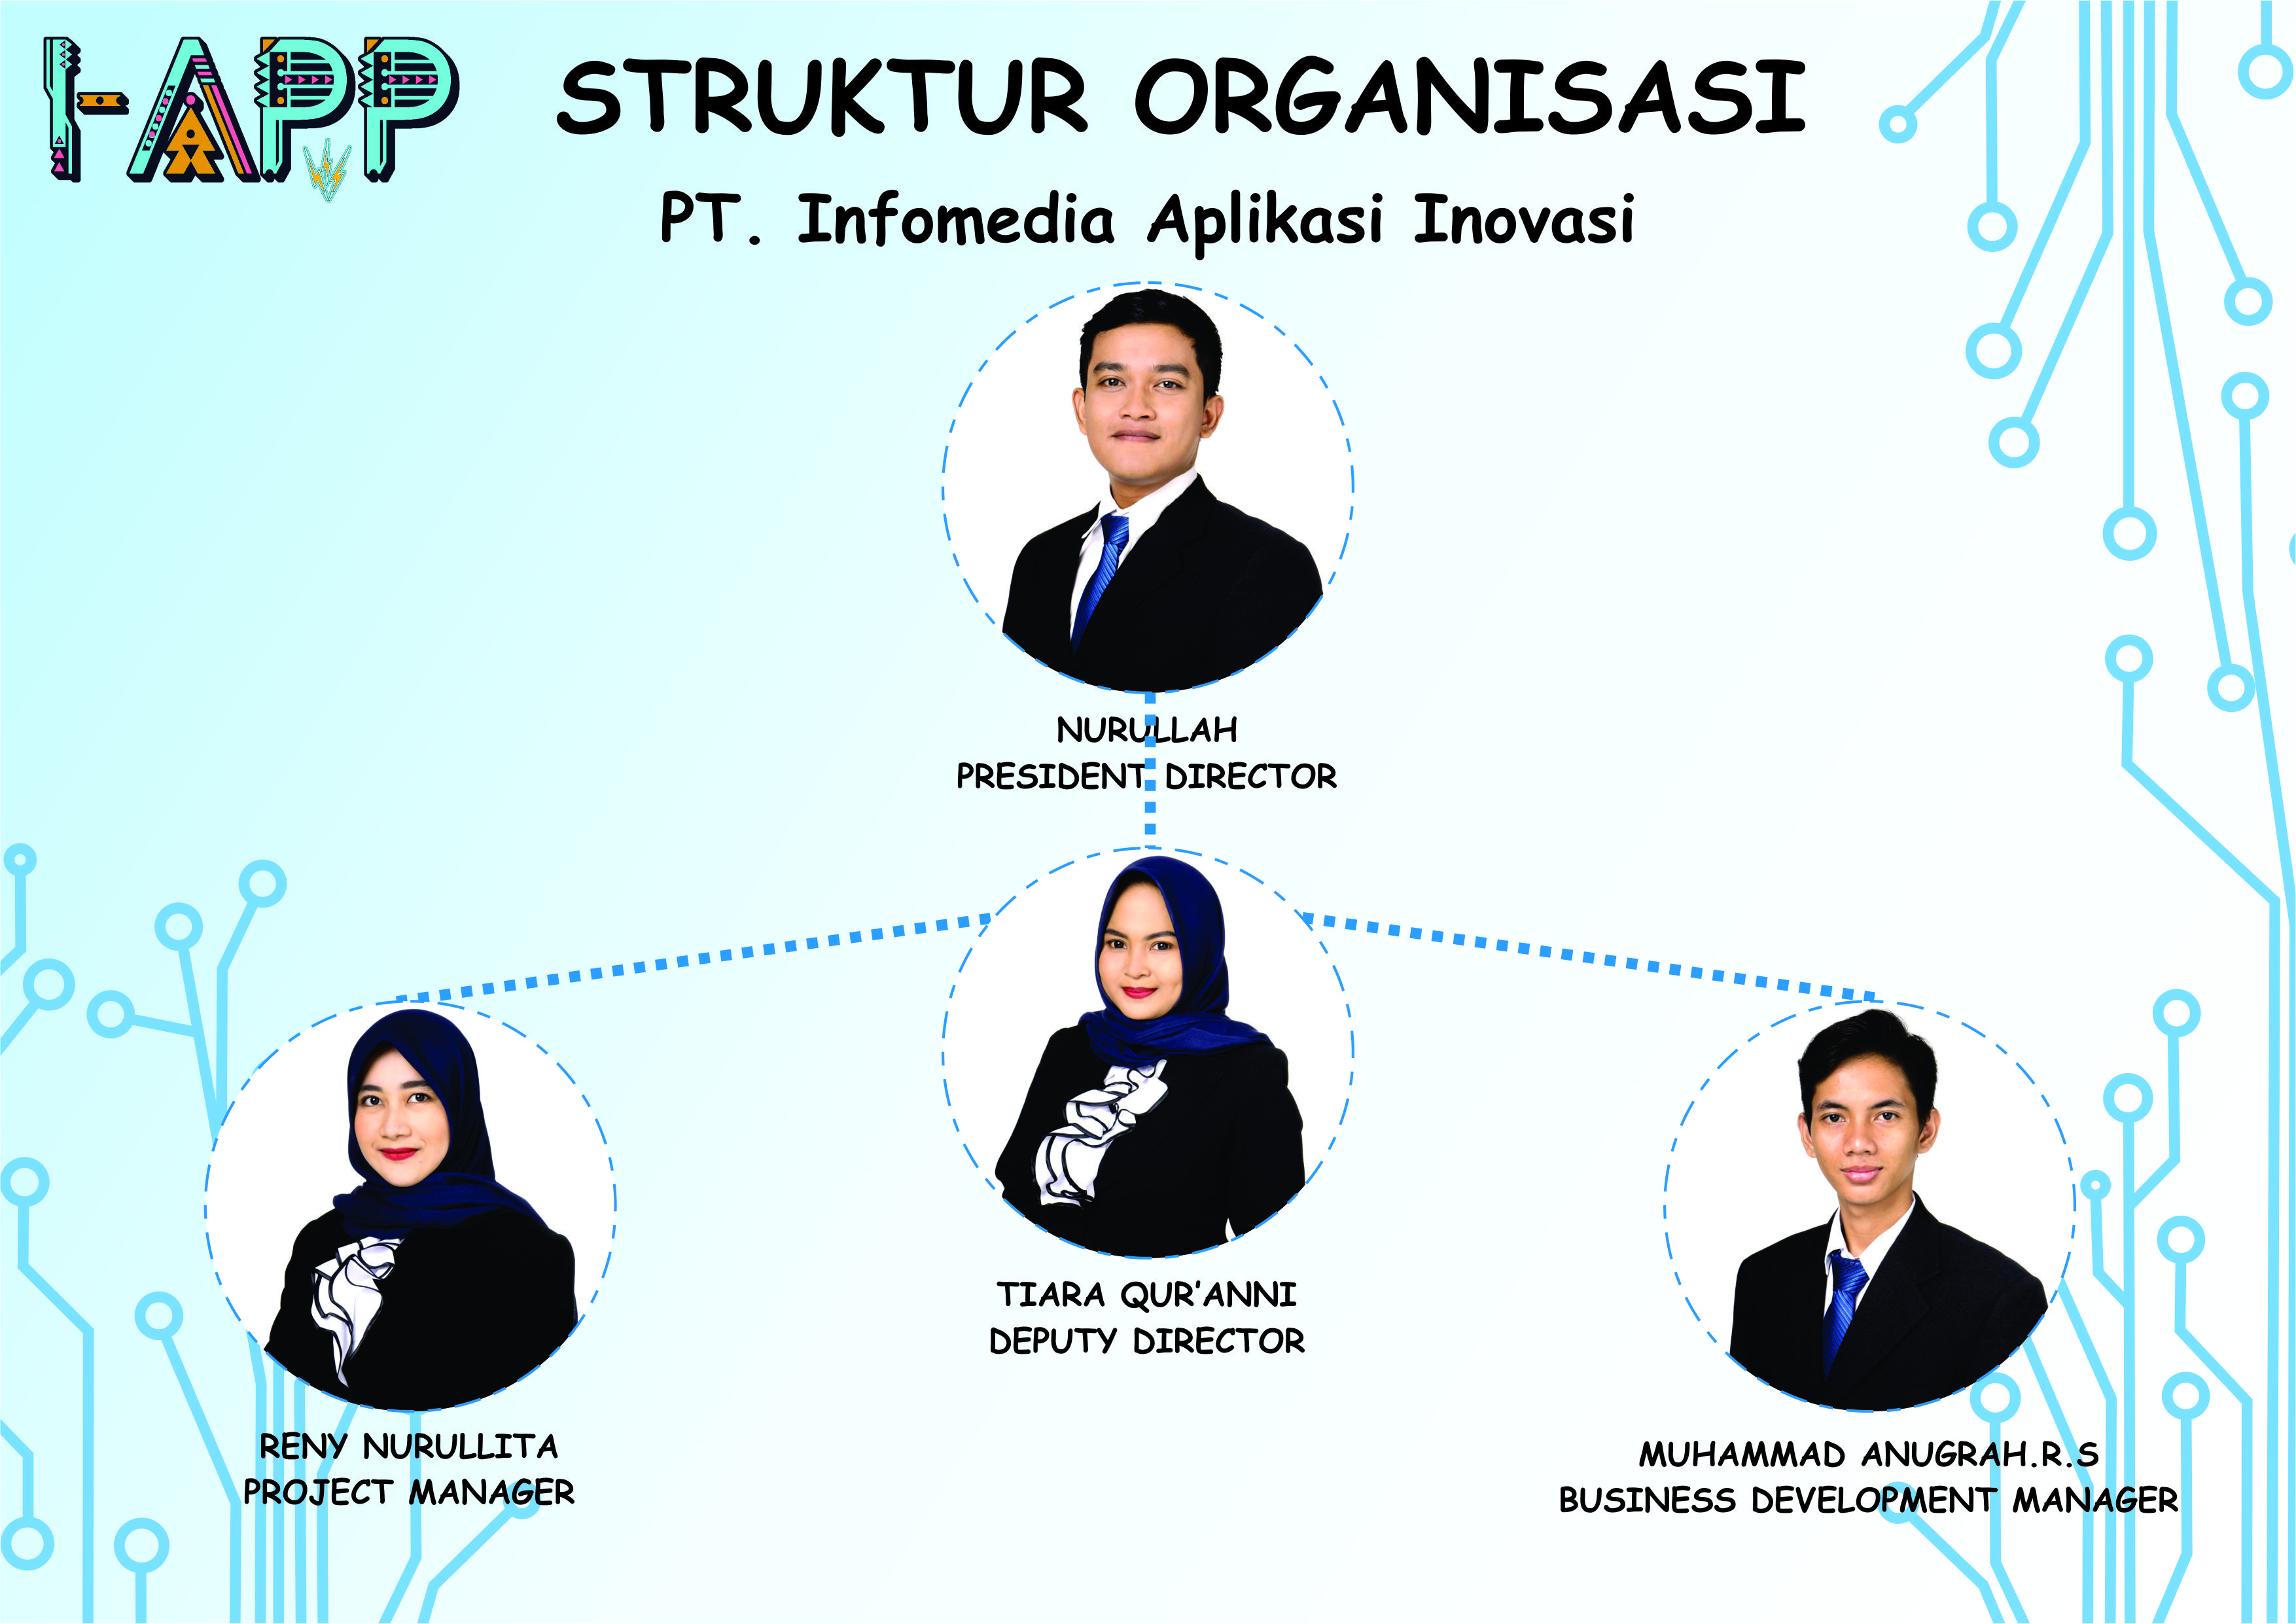 I-APP
STRUKTUR ORGANISASI
PT. Infomedia Aplikasi Inovasi
NURULLAH
PRESIDENT DIRECTOR
TIARA QUR'ANNI
DEPUTY DIRECTOR
RENY NURULLITA
PROJECT MANAGER
MUHAMMAD ANUGRAH.R.S
BUSINESS DEVELOPMENT MANAGER